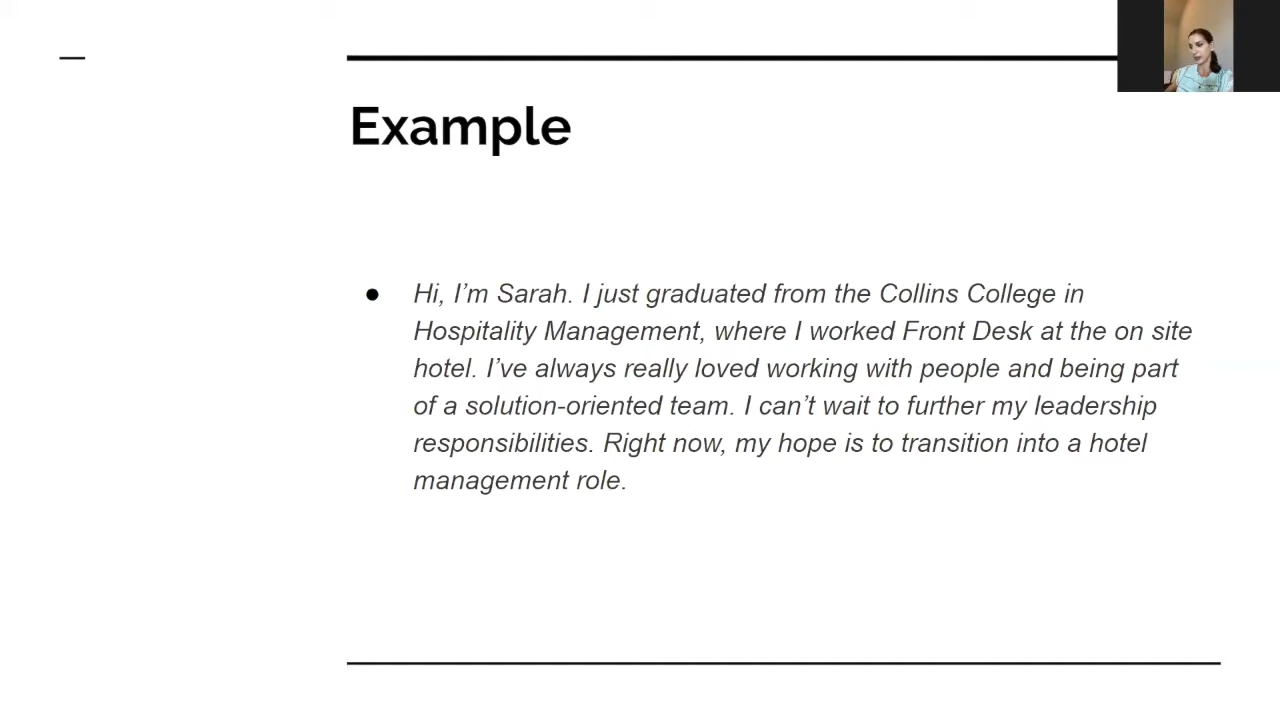 Example
● Hi, I’m Sarah. I just graduated from the Collins College in
Hospitality Management, where I worked Front Desk at the on site
hotel. I’ve always really loved working with people and being part
of a solution-oriented team. I can’t wait to further my leadership
responsibilities. Right now, my hope is to transition into a hotel
management role.